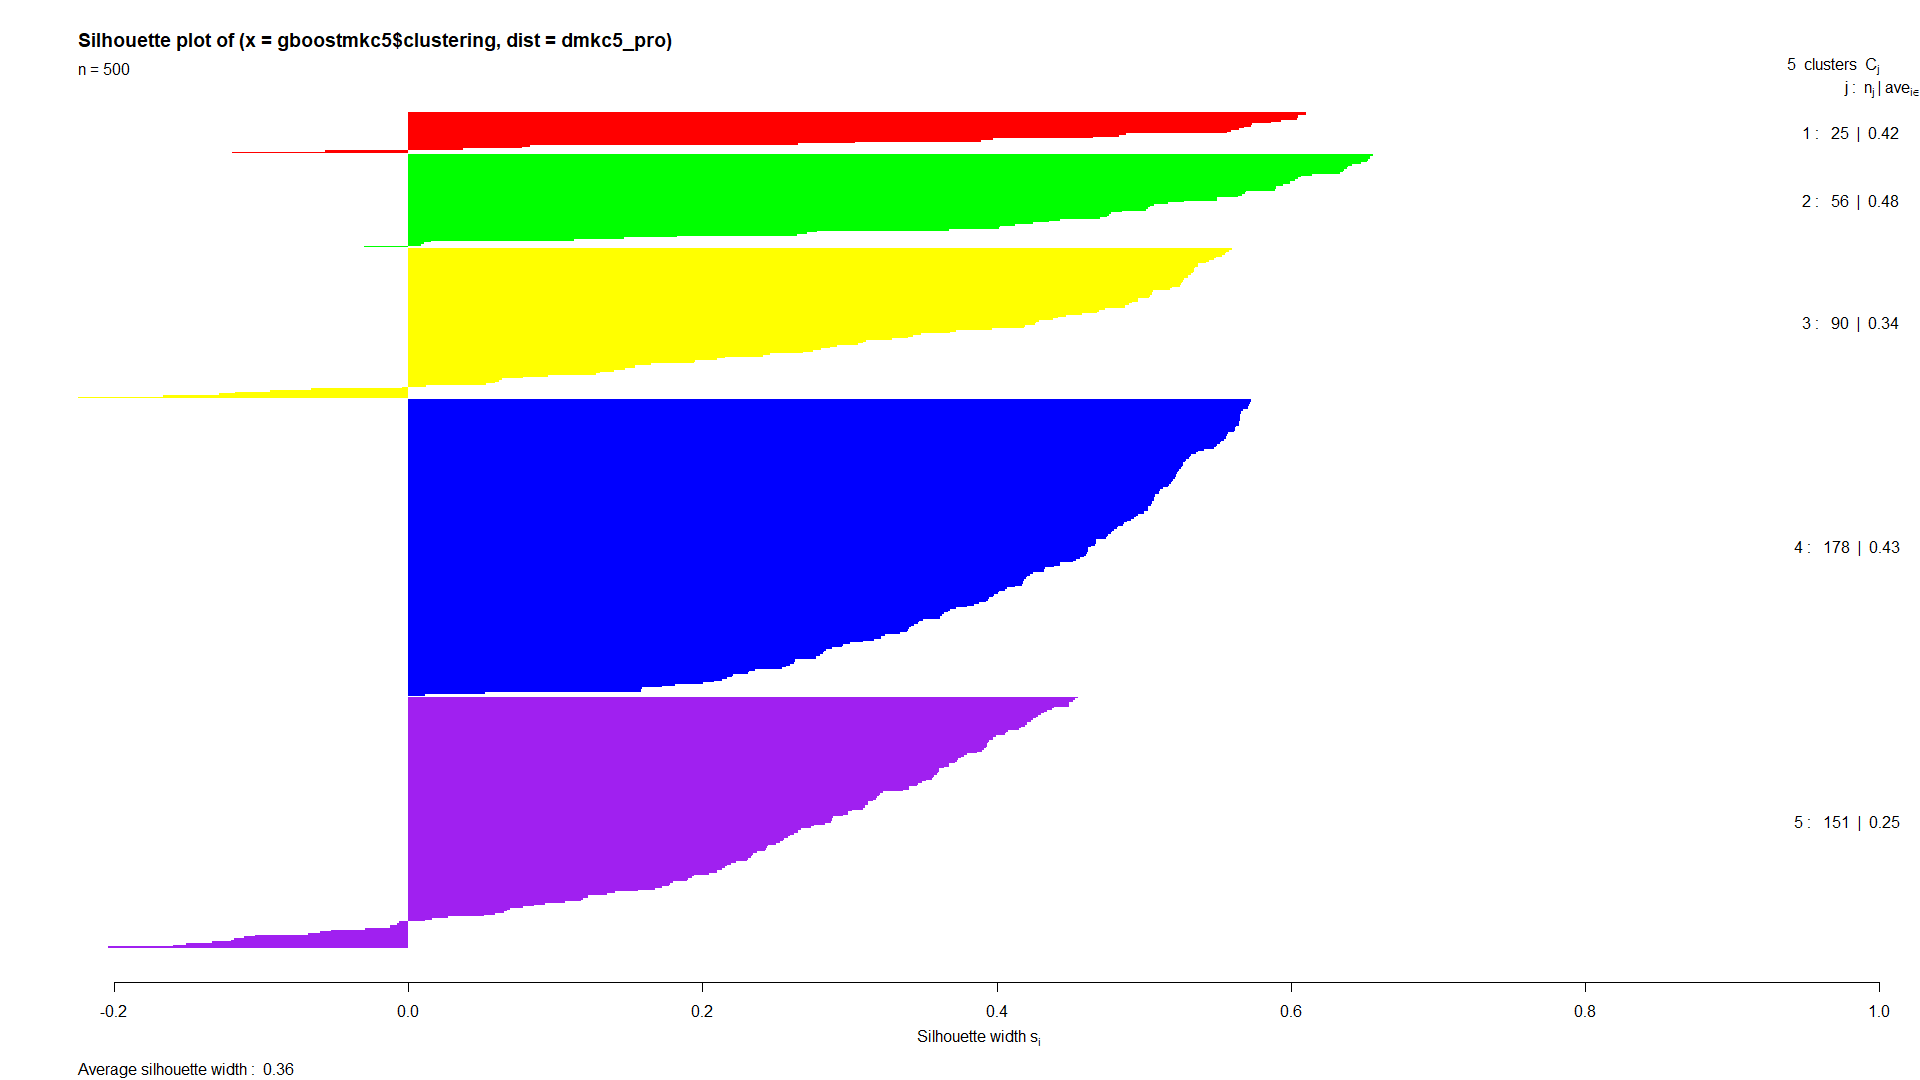 Silhouette plot of (x = gboostmkc5$clustering, dist = dmkc5_pro)
n = 500
5 clusters Cj
j : nj | avei∈
1 : 25 | 0.42
2 : 56 | 0.48
3 : 90 | 0.34
4 : 178 | 0.43
5 : 151 | 0.25
-0.2 0.0 0.2 0.4 0.6 0.8 1.0
Silhouette width si
Average silhouette width : 0.36